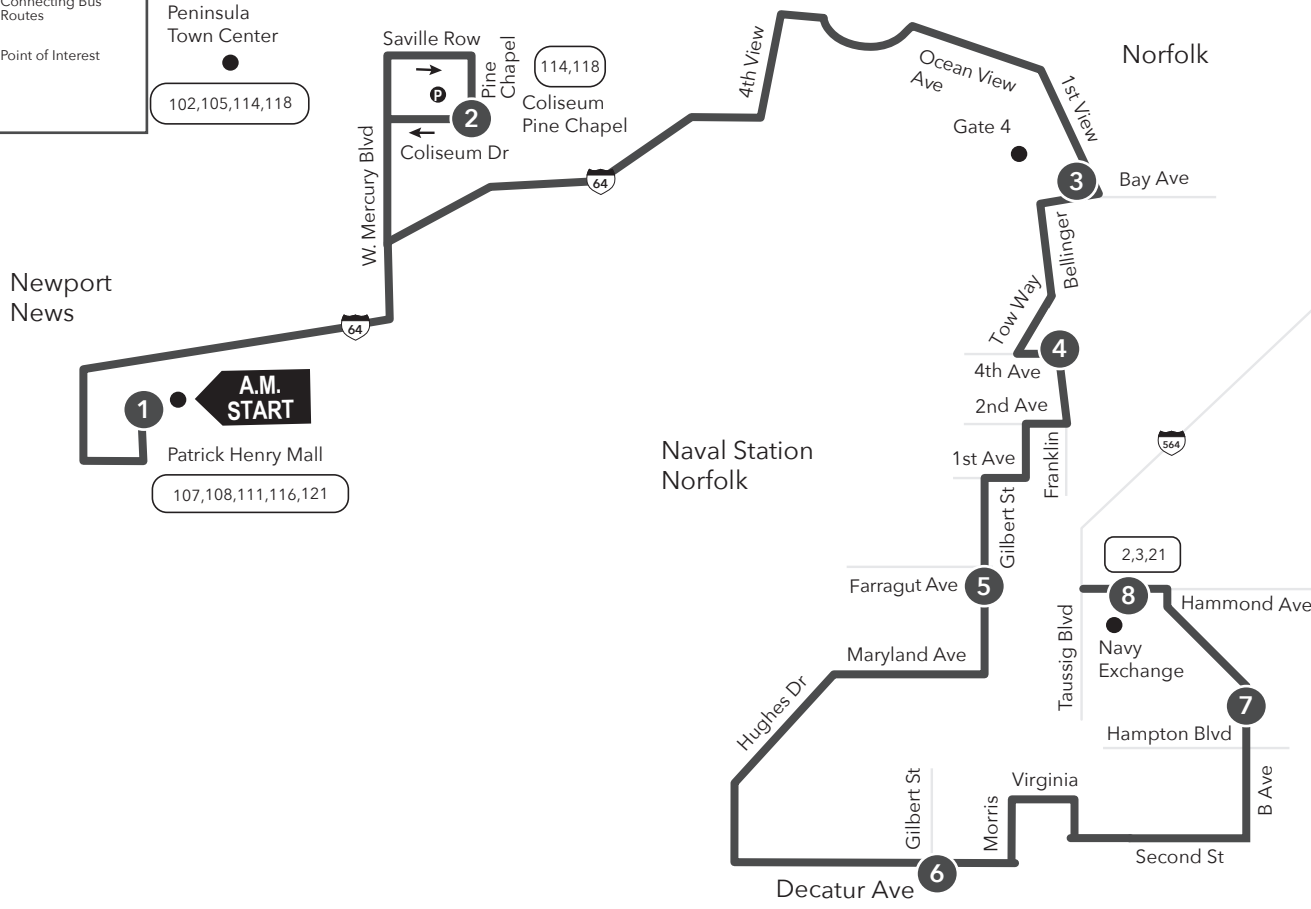 Connecting Bus
Routes
Point of Interest
Peninsula
Town Center
102,105,114,118
Saville Row
Pine
Chapel
114,118
Coliseum
Pine Chapel
P
2
Coliseum Dr
W. Mercury Blvd
64
4th View
Ocean View
Ave
1st View
Norfolk
Gate 4
3
Bay Ave
Bellinger
Tow Way
4
4th Ave
2nd Ave
1st Ave
Franklin
Newport
News
64
1
A.M.
START
Patrick Henry Mall
107,108,111,116,121
Naval Station
Norfolk
564
Gilbert St
Farragut Ave
5
2,3,21
8
Hammond Ave
Navy
Exchange
Taussig Blvd
Maryland Ave
Hughes Dr
7
Hampton Blvd
B Ave
Virginia
Morris
Gilbert St
Second St
6
Decatur Ave